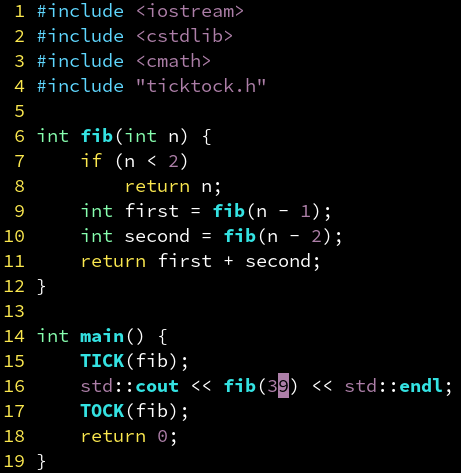 1 #include <iostream>
2 #include <cstdlib>
3 #include <cmath>
4 #include "ticktock.h"
5
6 int fib(int n) {
7     if (n < 2)
8         return n;
9     int first = fib(n - 1);
10     int second = fib(n - 2);
11     return first + second;
12 }
13
14 int main() {
15     TICK(fib);
16     std::cout << fib(39) << std::endl;
17     TOCK(fib);
18     return 0;
19 }